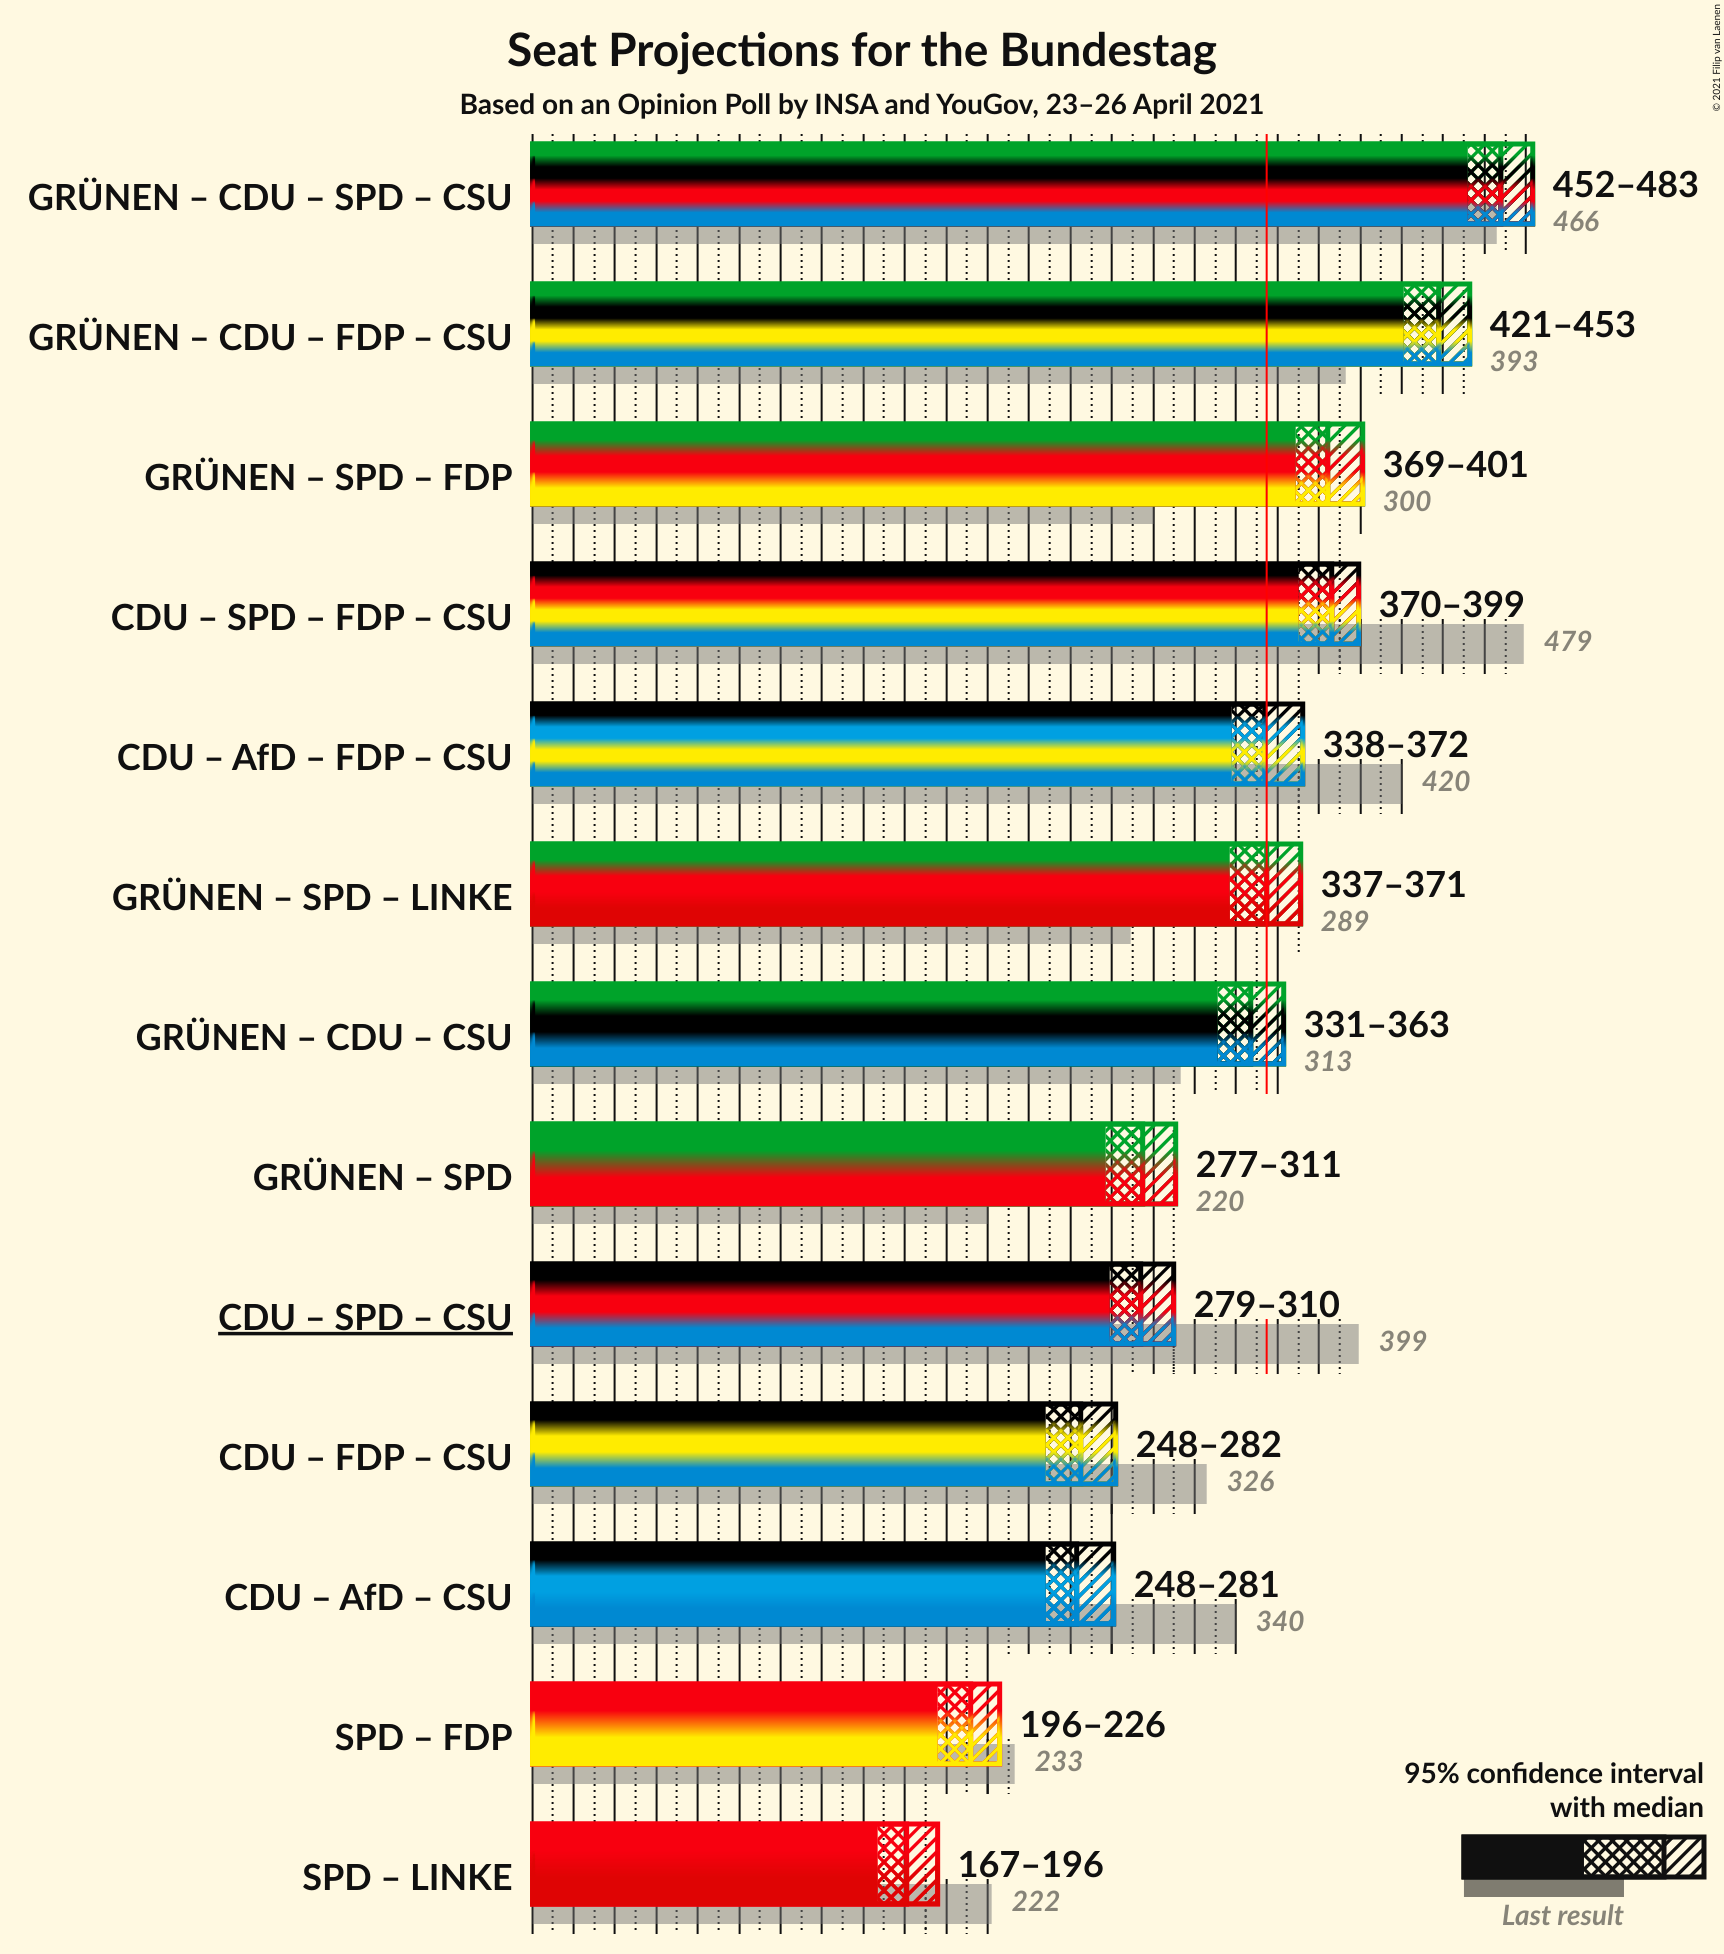 Seat Projections for the Bundestag
Based on an Opinion Poll by INSA and YouGov, 23–26 April 2021
© 2021 Filip van Laenen
GRÜNEN – CDU – SPD – CSU
452–483
466
GRÜNEN – CDU – FDP – CSU
421–453
393
GRÜNEN – SPD – FDP
369–401
300
CDU – SPD – FDP – CSU
370–399
479
CDU – AfD – FDP – CSU
338–372
420
GRÜNEN – SPD – LINKE
337–371
289
GRÜNEN – CDU – CSU
331–363
313
GRÜNEN – SPD
277–311
220
CDU – SPD – CSU
279–310
399
CDU – FDP – CSU
248–282
326
CDU – AfD – CSU
248–281
340
SPD – FDP
196–226
233
SPD – LINKE
167–196
222
95% confidence interval
with median
Last result